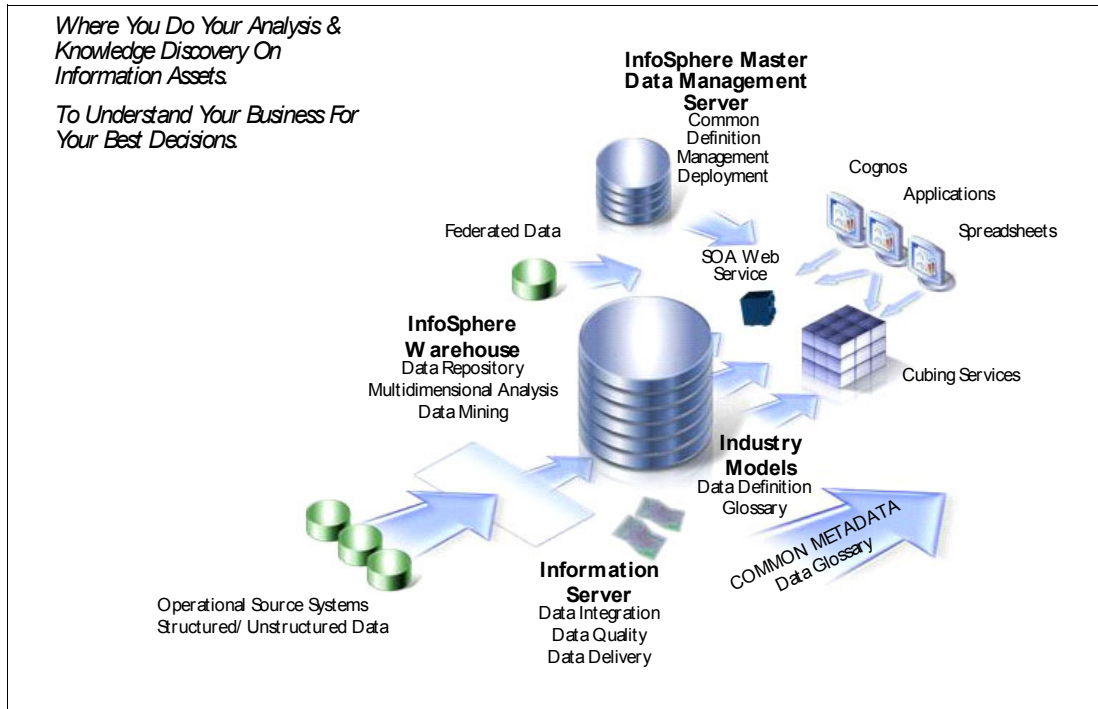 Where You Do Your Analysis &
Knowledge Discovery On
Information Assets.
To Understand Your Business For
Your Best Decisions.
InfoSphere Master
Data Management
Server
Common
Definition
Management
Deployment
Cognos
Applications
Spreadsheets
Federated Data
SOA Web
Service
InfoSphere
Warehouse
Data Repository
Multidimensional Analysis
Data Mining
Cubing Services
Industry
Models
Data Definition
Glossary
COMMON METADATA
Data Glossary
Information
Server
Data Integration
Data Quality
Data Delivery
Operational Source Systems
Structured/ Unstructured Data